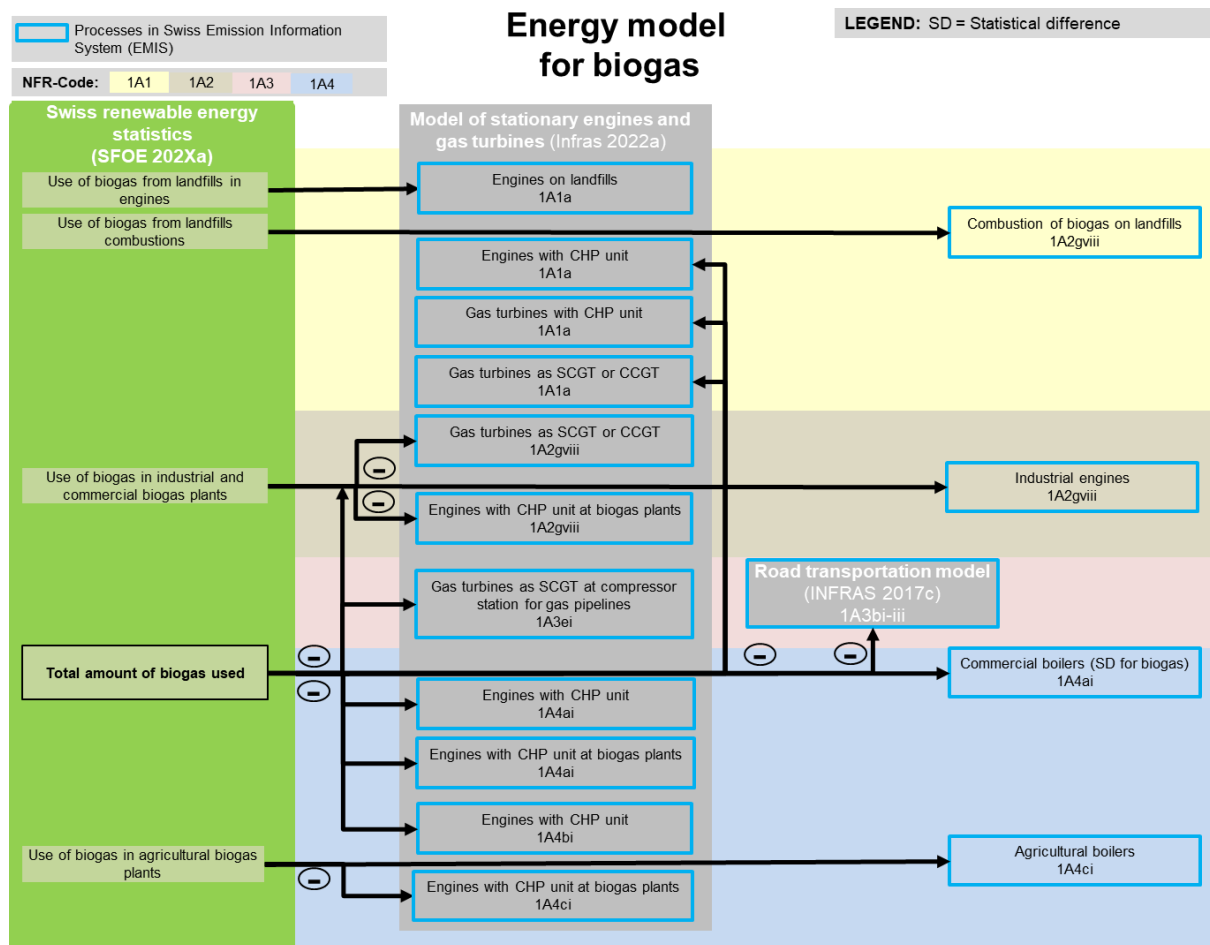 Energy model
for biogas
Processes in Swiss Emission Information
System (EMIS)
LEGEND: SD = Statistical difference
NFR-Code: 1A1 1A2 1A3 1A4
Swiss renewable energy
statistics
(SFOE 202Xa)
Model of stationary engines and
gas turbines (Infras 2022a)
Use of biogas from landfills in
engines
Engines on landfills
1A1a
Use of biogas from landfills
combustions
Combustion of biogas on landfills
1A2gviii
Engines with CHP unit
1A1a
Gas turbines with CHP unit
1A1a
Gas turbines as SCGT or CCGT
1A1a
Gas turbines as SCGT or CCGT
1A2gviii
-
Use of biogas in industrial and
commercial biogas plants
Industrial engines
1A2gviii
-
Engines with CHP unit at biogas plants
1A2gviii
Gas turbines as SCGT at compressor
station for gas pipelines
1A3ei
Road transportation model
(INFRAS 2017c)
1A3bi-iii
-
-
-
Total amount of biogas used
Commercial boilers (SD for biogas)
1A4ai
-
Engines with CHP unit
1A4ai
Engines with CHP unit at biogas plants
1A4ai
Engines with CHP unit
1A4bi
Use of biogas in agricultural biogas
plants
Agricultural boilers
1A4ci
-
Engines with CHP unit at biogas plants
1A4ci